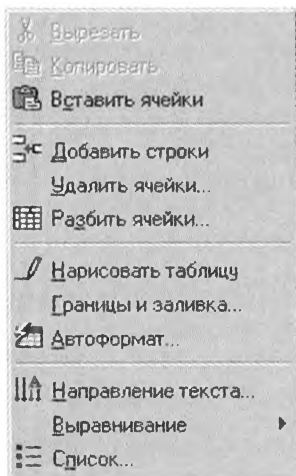 Вырезать
Копировать
Вставить ячейки
Добавить строки
Удалить ячейки...
Разбить ячейки...
Нарисовать таблицу
Границы и заливка...
Автоформат...
Направление текста...
Выравнивание
Список...